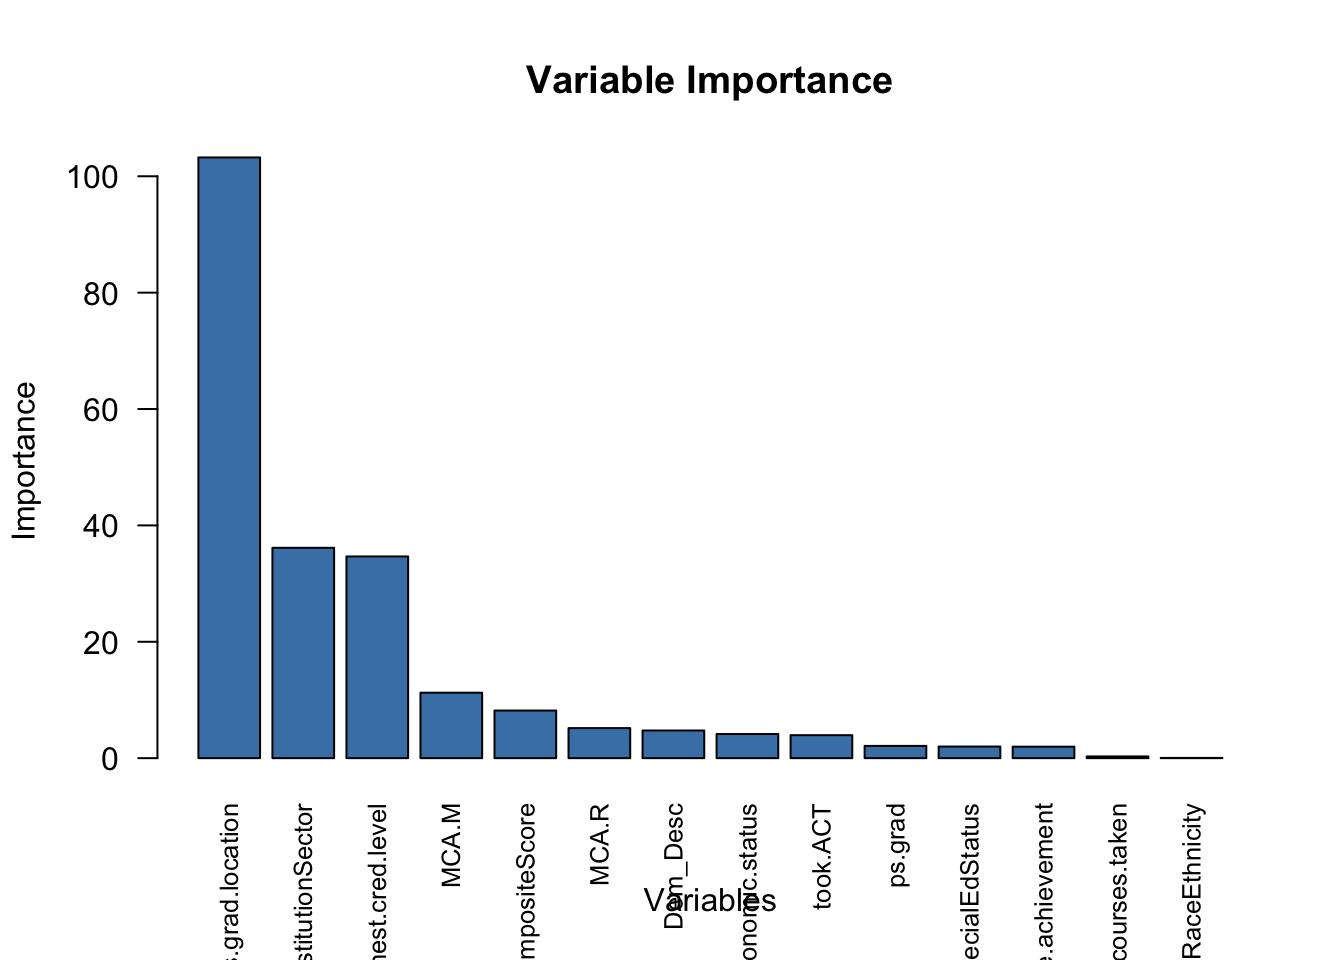 Variable Importance
Importance
100
80
60
40
20
0
s.grad.location
stitutionSector
nest.cred.level
MCA.M
mpositeScore
MCA.R
Dem_Desc
onomic.status
took.ACT
ps.grad
ecialEdStatus
e.achievement
courses.taken
RaceEthnicity
Variables